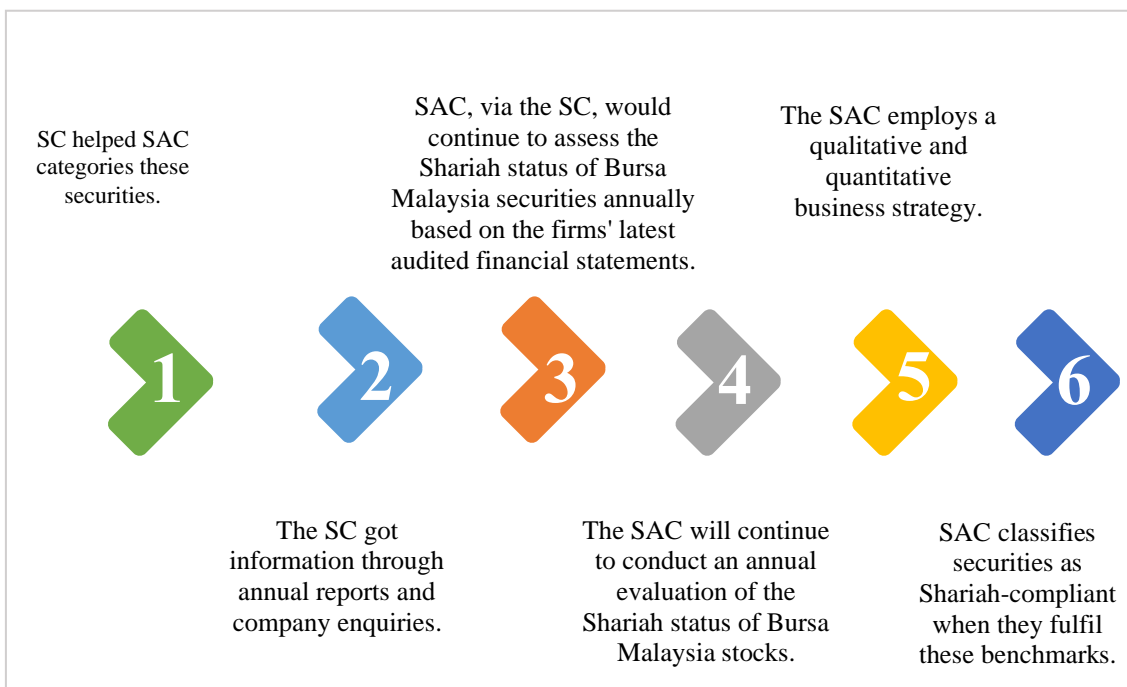 SC helped SAC
categories these
securities.
1
The SC got
information through
annual reports and
company enquiries.
2
SAC, via the SC, would
continue to assess the
Shariah status of Bursa
Malaysia securities annually
based on the firms' latest
audited financial statements.
3
The SAC will continue
to conduct an annual
evaluation of the
Shariah status of Bursa
Malaysia stocks.
4
The SAC employs a
qualitative and
quantitative
business strategy.
5
SAC classifies
securities as
Shariah-compliant
when they fulfil
these benchmarks.
6